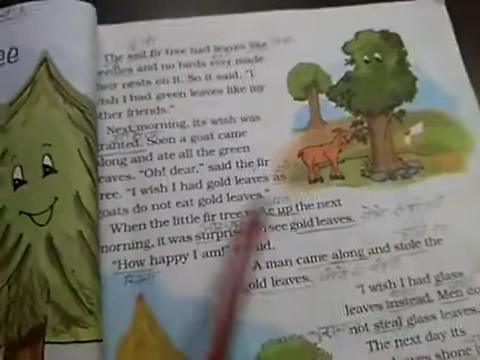 ee
The sad fir tree had leaves like
needles and no birds ever made
their nests on it. So it said, "I
wish I had green leaves like my
other friends."
Next morning, its wish was
granted. Soon a goat came
along and ate all the green
leaves. "Oh! dear," said the fir
tree. "I wish I had gold leaves as
goats do not eat gold leaves."
When the little fir tree up the next
morning, it was surprised see gold leaves.
"How happy I am!"
A man came along and stole the
gold leaves.
"I wish I had glass
leaves instead. Men
not steal glass leaves.
The next day its
shone